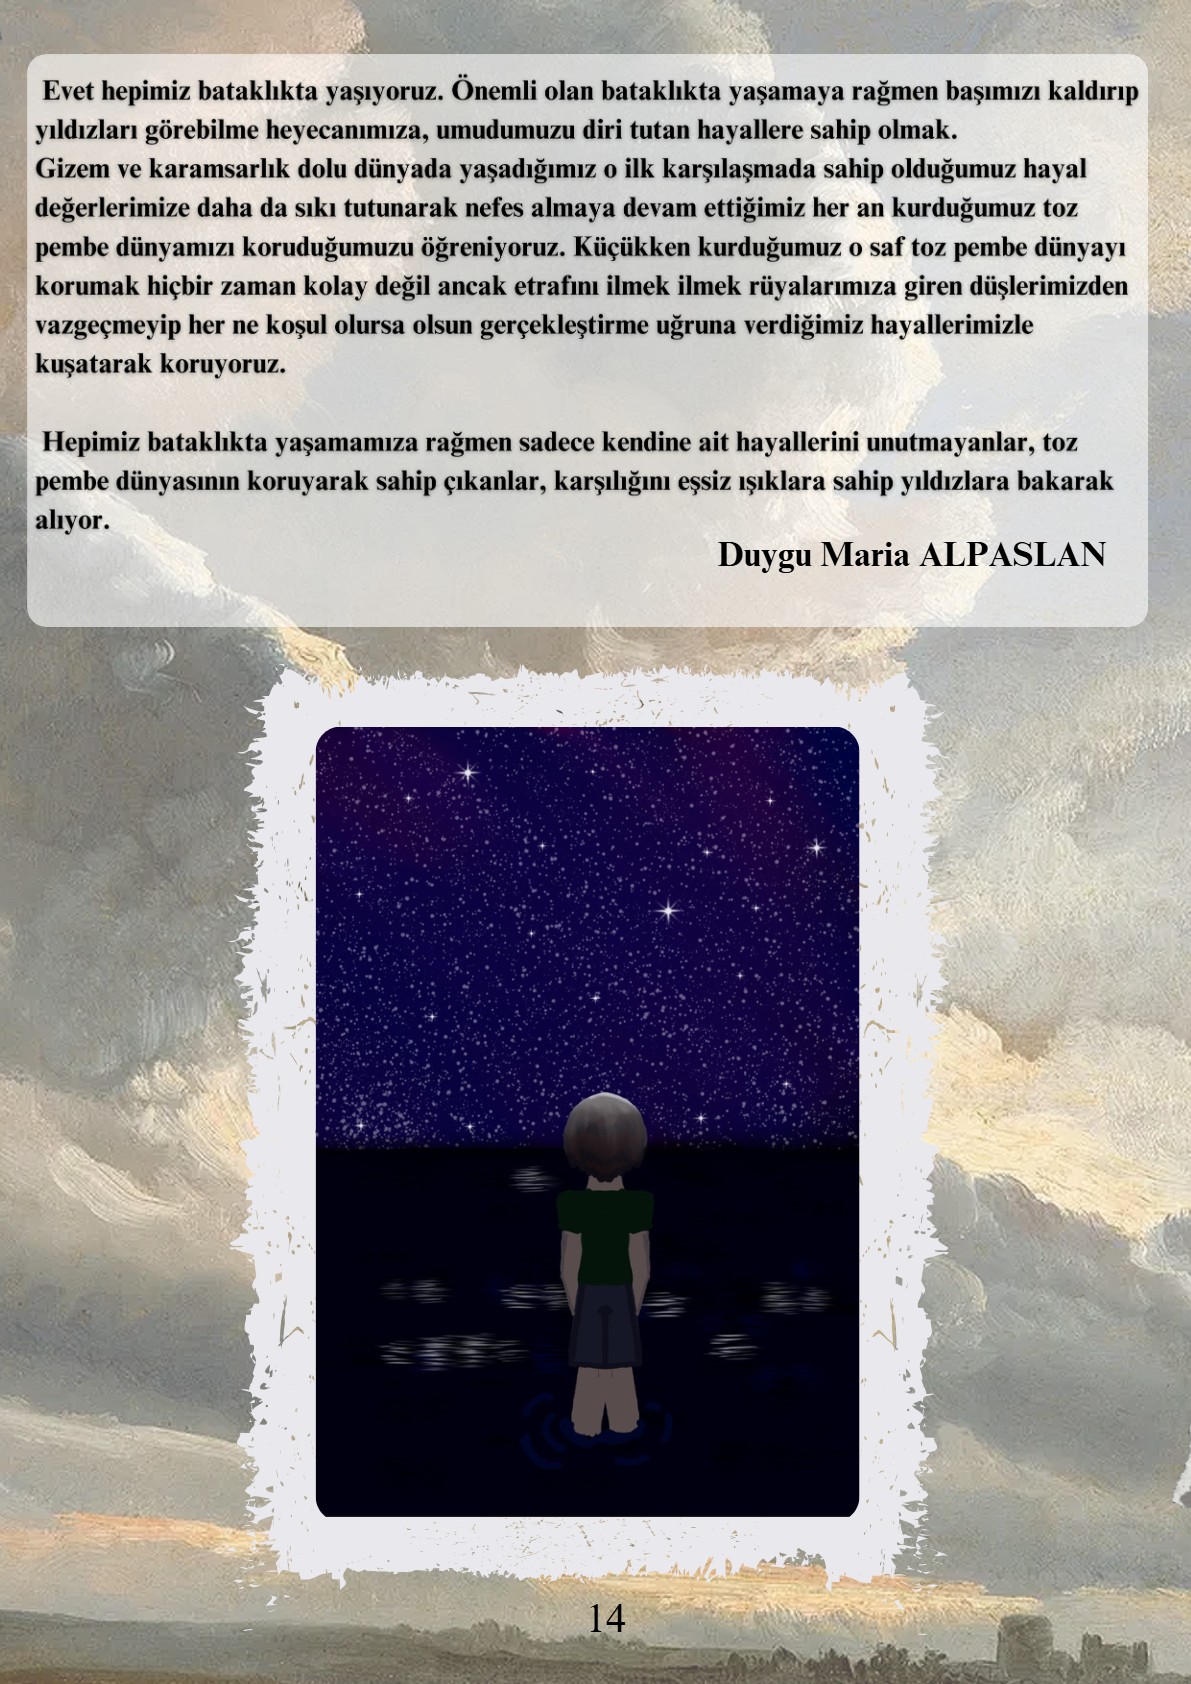 Evet hepimiz bataklıkta yaşıyoruz. Önemli olan bataklıkta yaşamaya rağmen başımızı kaldırıp
yıldızları görebilme heyecanımıza, umudumuzu diri tutan hayallere sahip olmak.
Gizem ve karamsarlık dolu dünyada yaşadığımız o ilk karşılaşmada sahip olduğumuz hayal
değerlerimize daha da sıkı tutunarak nefes almaya devam ettiğimiz her an kurduğumuz toz
pembe dünyamızı koruduğumuzu öğreniyoruz. Küçükken kurduğumuz o saf toz pembe dünyayı
korumak hiçbir zaman kolay değil ancak etrafını ilmek ilmek rüyalarımıza giren düşlerimizden
vazgeçmeyip her ne koşul olursa olsun gerçekleştirme uğruna verdiğimiz hayallerimizle
kuşatarak koruyoruz.
Hepimiz bataklıkta yaşamamıza rağmen sadece kendine ait hayallerini unutmayanlar, toz
pembe dünyasının koruyarak sahip çıkanlar, karşılığını eşsiz ışıklara sahip yıldızlara bakarak
alıyor.
Duygu Maria ALPASLAN
14